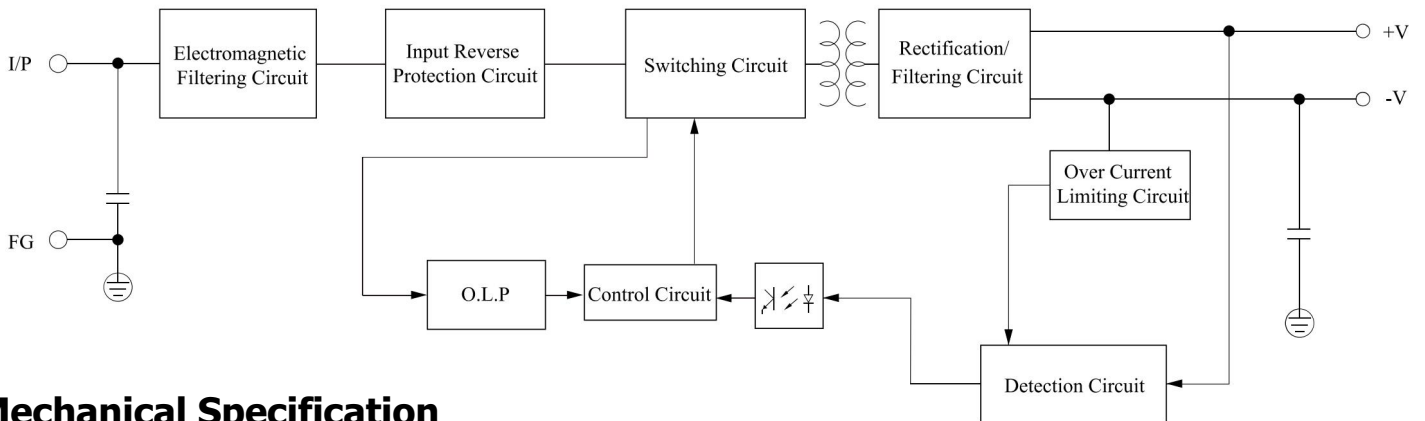 I/P
Electromagnetic
Filtering Circuit
Input Reverse
Protection Circuit
Switching Circuit
Rectification/
Filtering Circuit
+V
-V
Over Current
Limiting Circuit
FG
O.L.P
Control Circuit
Detection Circuit
Mechanical Specification